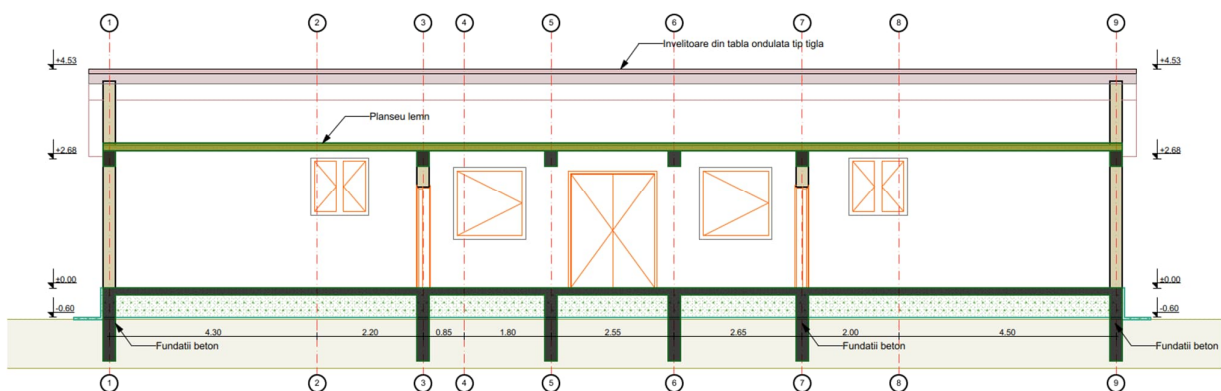 1 2 3 4 5 6 7 8 9
Invelitoare din tabla ondulata tip tigla
+4.53 +4.53
Planseu lemn
+2.68 +2.68
±0.00 ±0.00
-0.60 -0.60
4.30 2.20 0.85 1.80 2.55 2.65 2.00 4.50
Fundatii beton Fundatii beton Fundatii beton
1 2 3 4 5 6 7 8 9